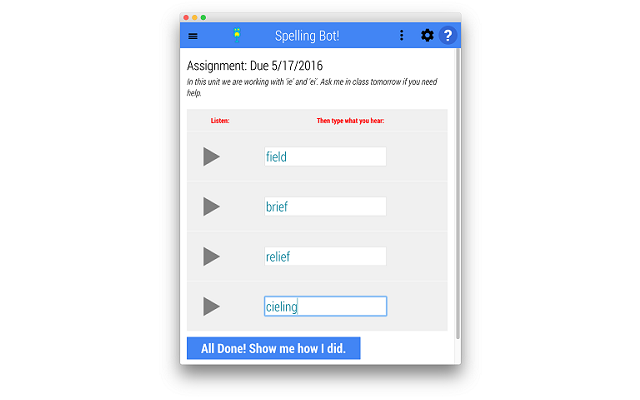 Spelling Bot!
?
Assignment: Due 5/17/2016
In this unit we are working with 'ie' and 'ei'. Ask me in class tomorrow if you need
help.
Listen: Then type what you hear:
field
brief
relief
cieling
All Done! Show me how I did.